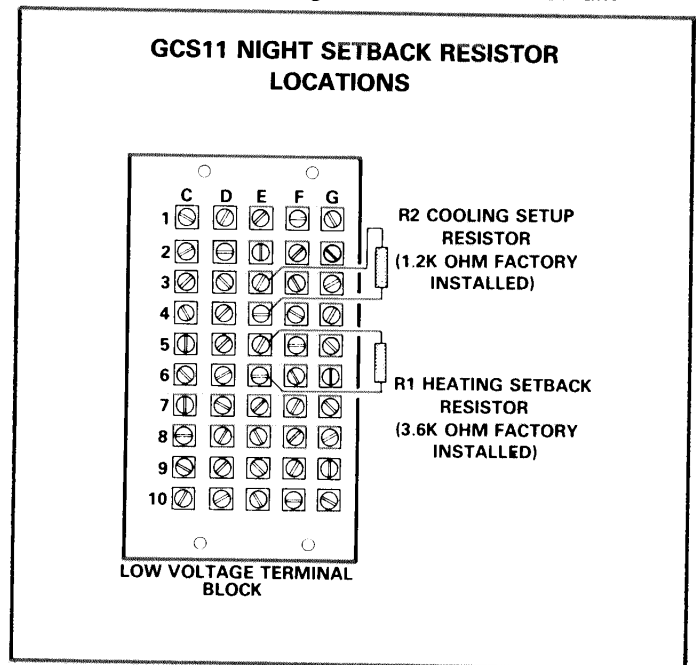 GCS11 NIGHT SETBACK RESISTOR
LOCATIONS
C D E F G
1
2
3
4
5
6
7
8
9
10
R2 COOLING SETUP
RESISTOR
(1.2K OHM FACTORY
INSTALLED)
R1 HEATING SETBACK
RESISTOR
(3.6K OHM FACTORY
INSTALLED)
LOW VOLTAGE TERMINAL
BLOCK